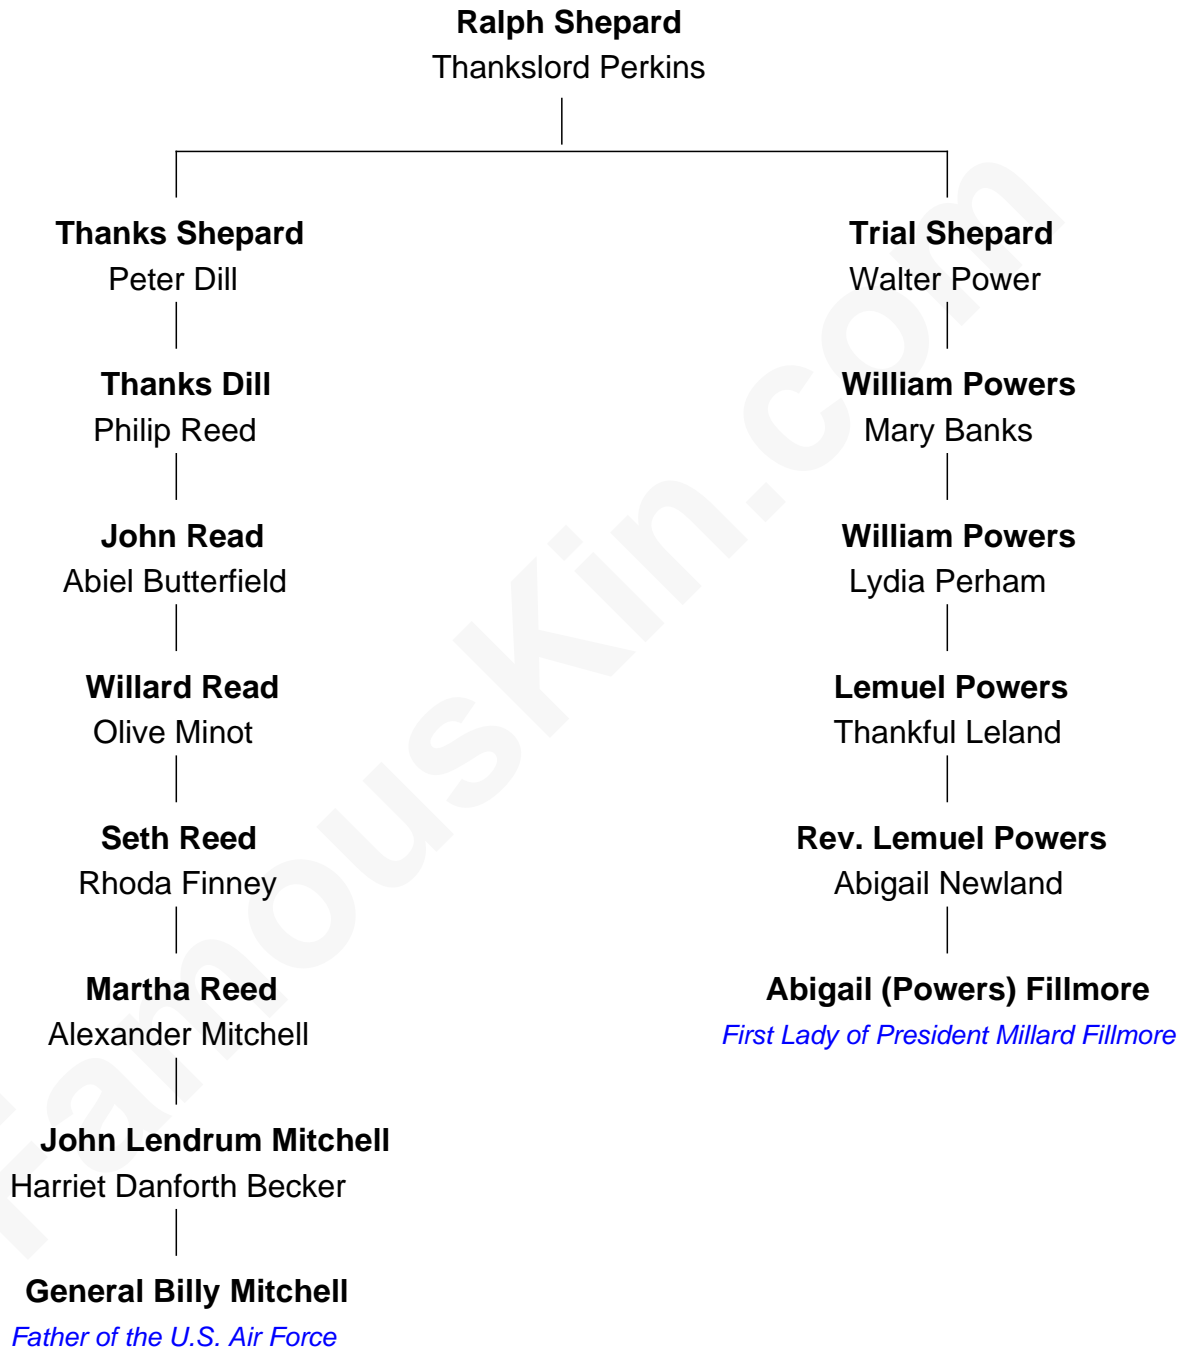 Ralph Shepard
Thankslord Perkins
Thanks Shepard
Peter Dill
Trial Shepard
Walter Power
Thanks Dill
Philip Reed
William Powers
Mary Banks
John Read
Abiel Butterfield
William Powers
Lydia Perham
Willard Read
Olive Minot
Lemuel Powers
Thankful Leland
Seth Reed
Rhoda Finney
Rev. Lemuel Powers
Abigail Newland
Martha Reed
Alexander Mitchell
Abigail (Powers) Fillmore
First Lady of President Millard Fillmore
John Lendrum Mitchell
Harriet Danforth Becker
General Billy Mitchell
Father of the U.S. Air Force
FamousKin.com